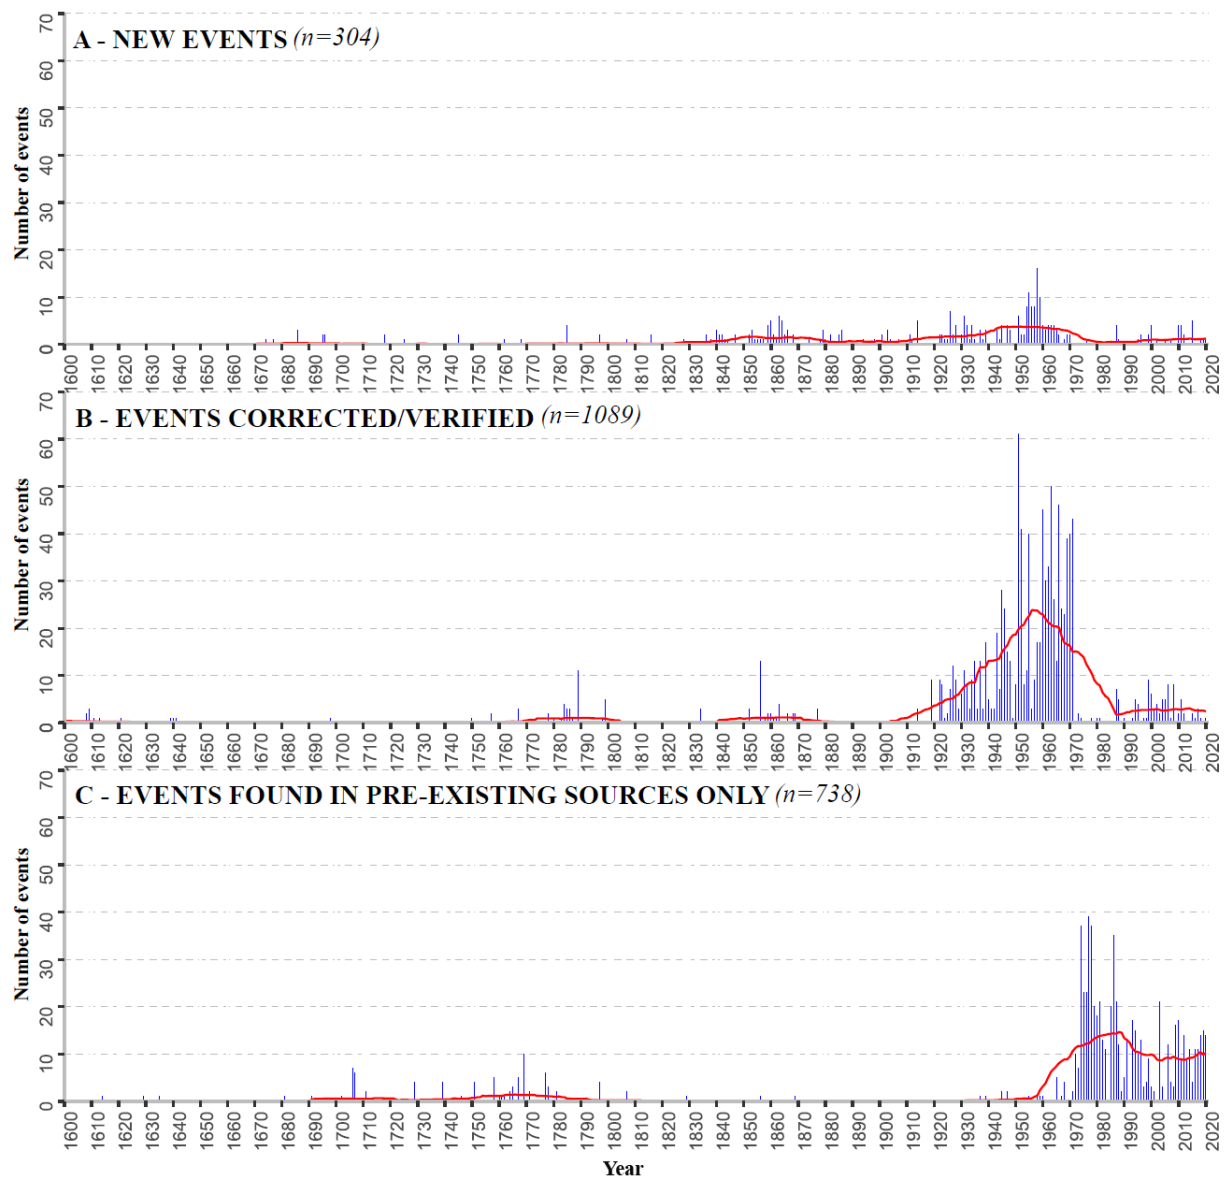 A - NEW EVENTS (n=304)
Number of events
70
60
50
40
30
20
10
0
1600 1610 1620 1630 1640 1650 1660 1670 1680 1690 1700 1710 1720 1730 1740 1750 1760 1770 1780 1790 1800 1810 1820 1830 1840 1850 1860 1870 1880 1890 1900 1910 1920 1930 1940 1950 1960 1970 1980 1990 2000 2010 2020
B - EVENTS CORRECTED/VERIFIED (n=1089)
Number of events
70
60
50
40
30
20
10
0
1600 1610 1620 1630 1640 1650 1660 1670 1680 1690 1700 1710 1720 1730 1740 1750 1760 1770 1780 1790 1800 1810 1820 1830 1840 1850 1860 1870 1880 1890 1900 1910 1920 1930 1940 1950 1960 1970 1980 1990 2000 2010 2020
C - EVENTS FOUND IN PRE-EXISTING SOURCES ONLY (n=738)
Number of events
70
60
50
40
30
20
10
0
1600 1610 1620 1630 1640 1650 1660 1670 1680 1690 1700 1710 1720 1730 1740 1750 1760 1770 1780 1790 1800 1810 1820 1830 1840 1850 1860 1870 1880 1890 1900 1910 1920 1930 1940 1950 1960 1970 1980 1990 2000 2010 2020
Year